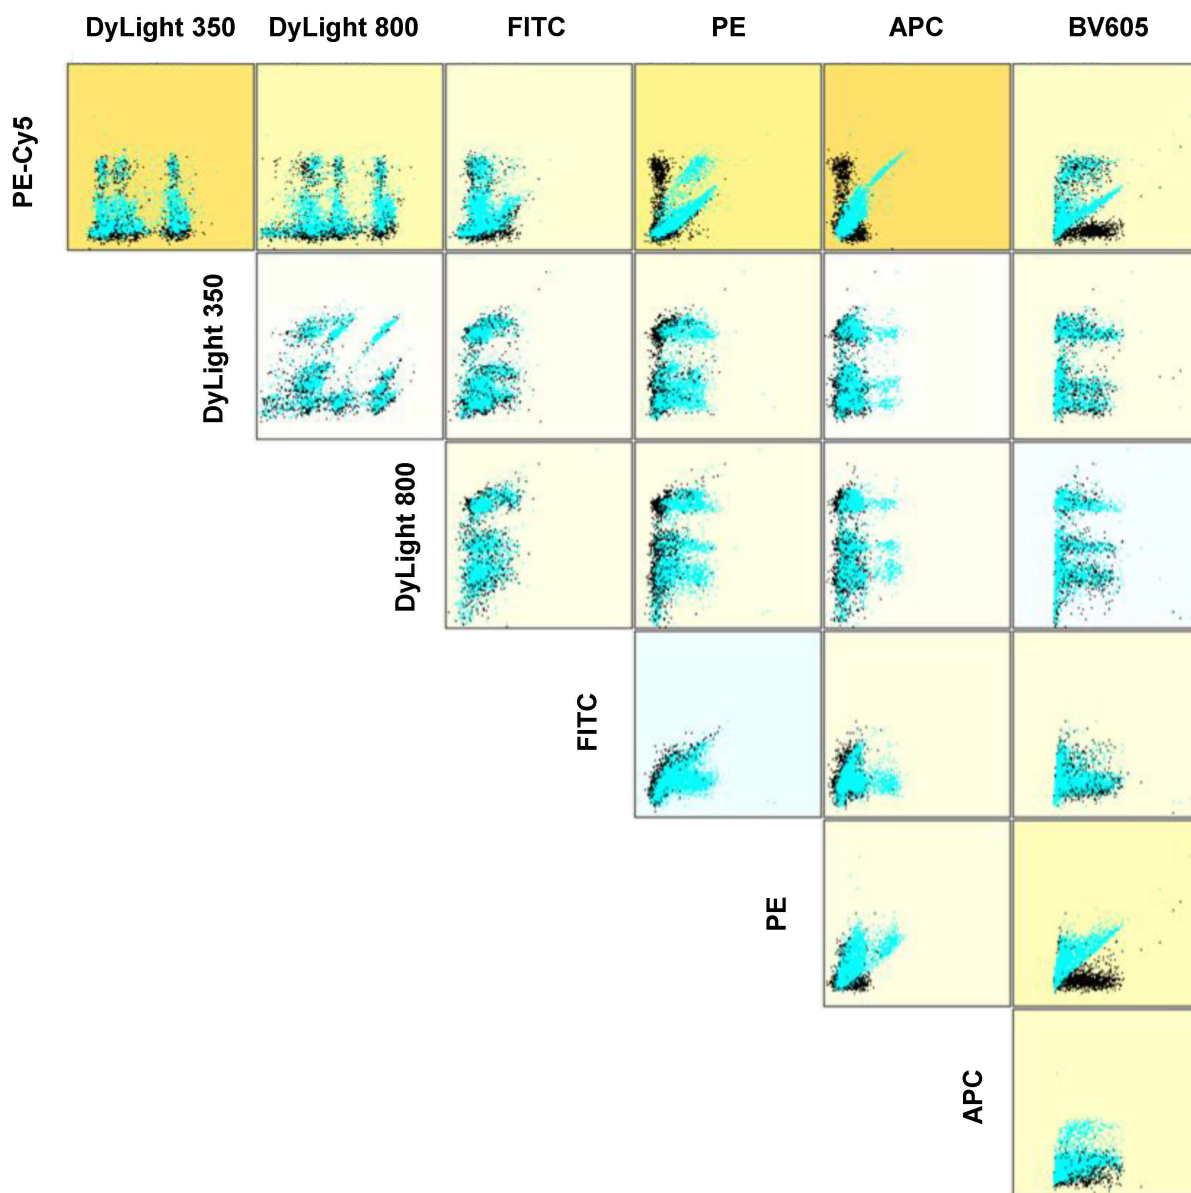 DyLight 350 DyLight 800 FITC PE APC BV605
PE-Cy5
DyLight 350
DyLight 800
FITC
PE
APC